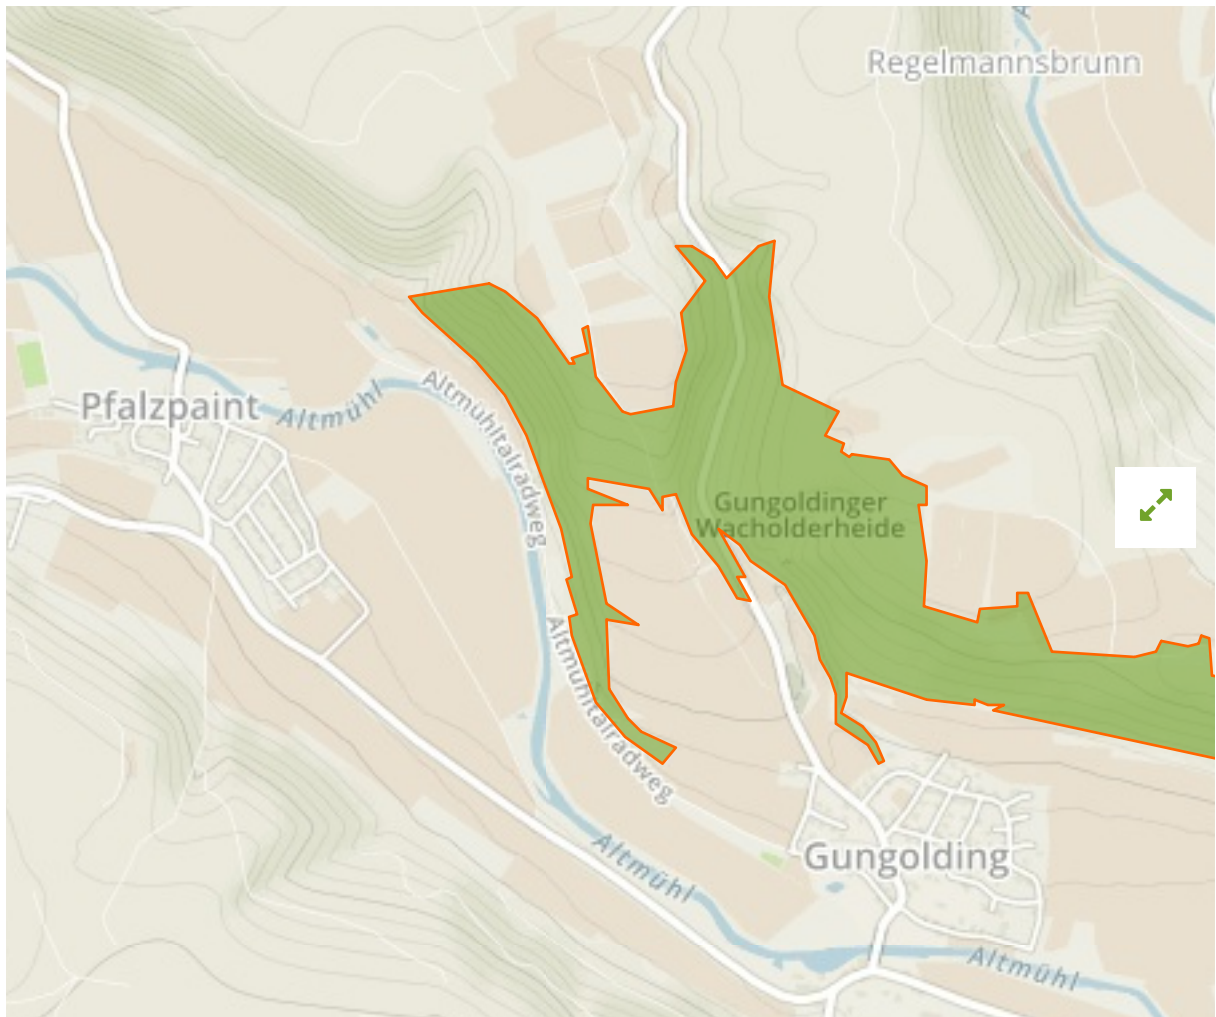 A
Regelmannsbrunn
Pfalzpaint
Altmühl
Altmühltalradweg
Gungoldinger
Wacholderheide
Altmühltalradweg
Altmühl
Gungolding
Altmühl